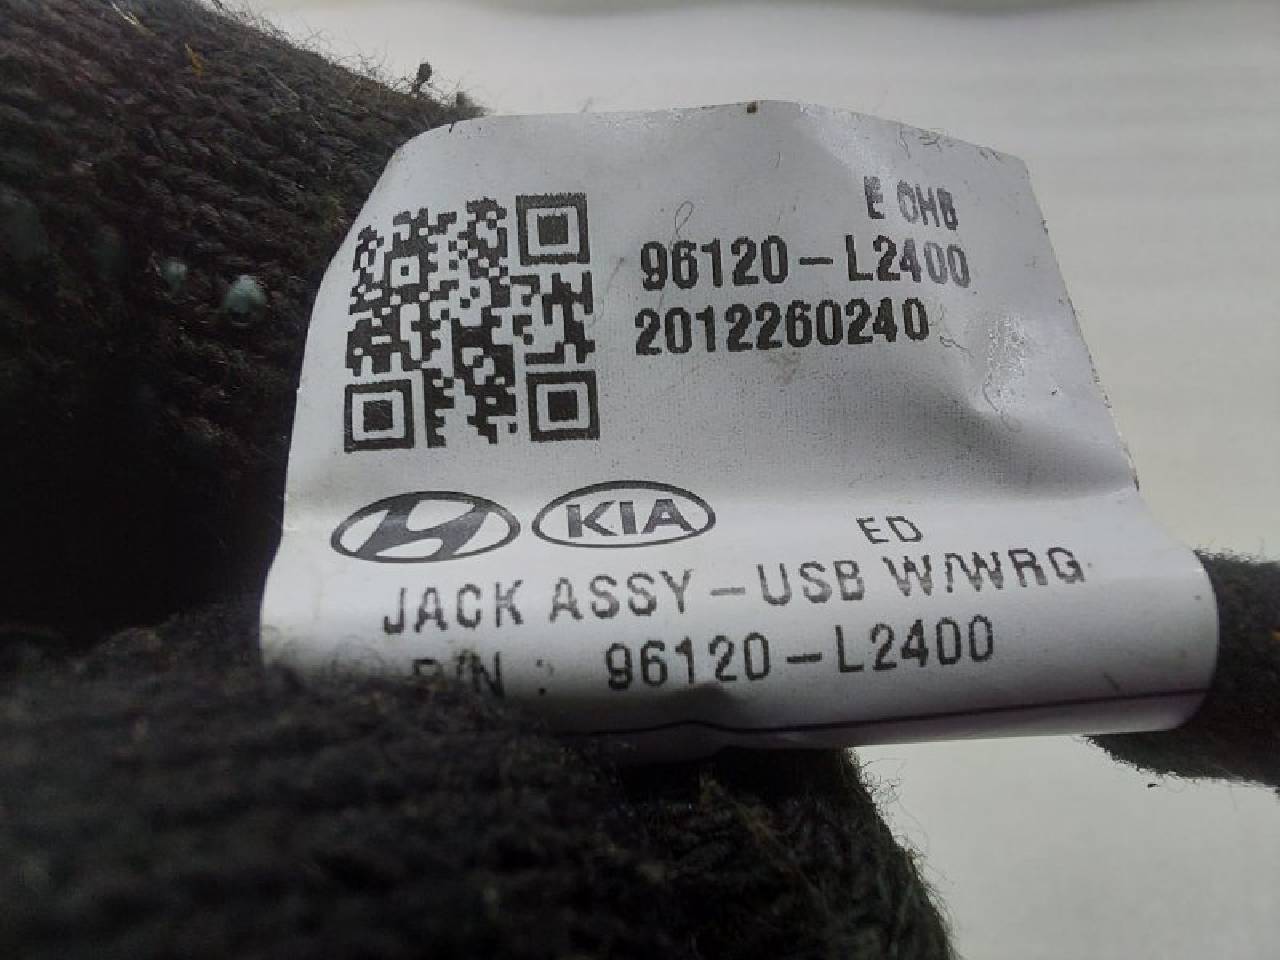 E OHB
96120-L2400
2012260240
KIA
ED
JACK ASSY-USB W/WRG
P/N : 96120-L2400